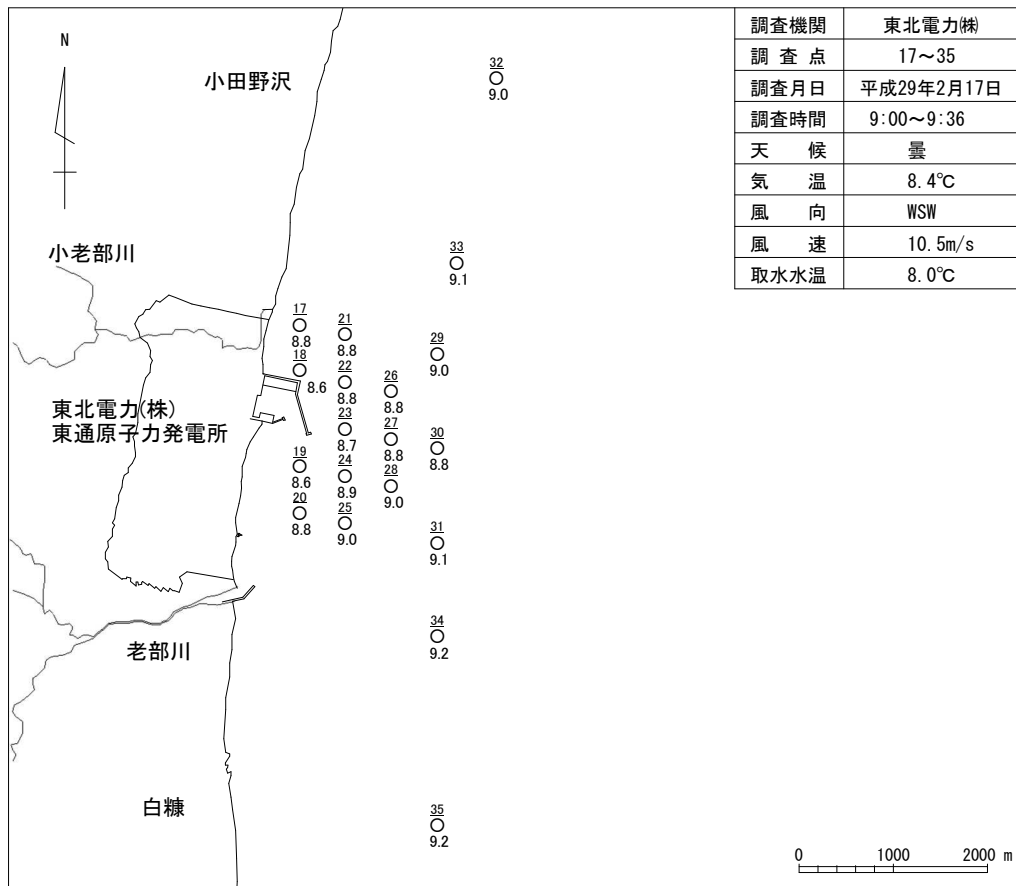 N
小田野沢
小老部川
東北電力(株)
東通原子力発電所
老部川
白糠
32
9.0
33
9.1
17
8.8
21
8.8
18
8.6
22
8.8
29
9.0
26
8.8
23
8.7
27
8.8
30
8.8
19
8.6
24
8.9
28
9.0
20
8.8
25
9.0
31
9.1
34
9.2
35
9.2
調査機関 東北電力㈱
調査点 17～35
調査月日 平成29年2月17日
調査時間 9:00～9:36
天候 曇
気温 8.4℃
風向 WSW
風速 10.5m/s
取水水温 8.0℃
0 1000 2000 m